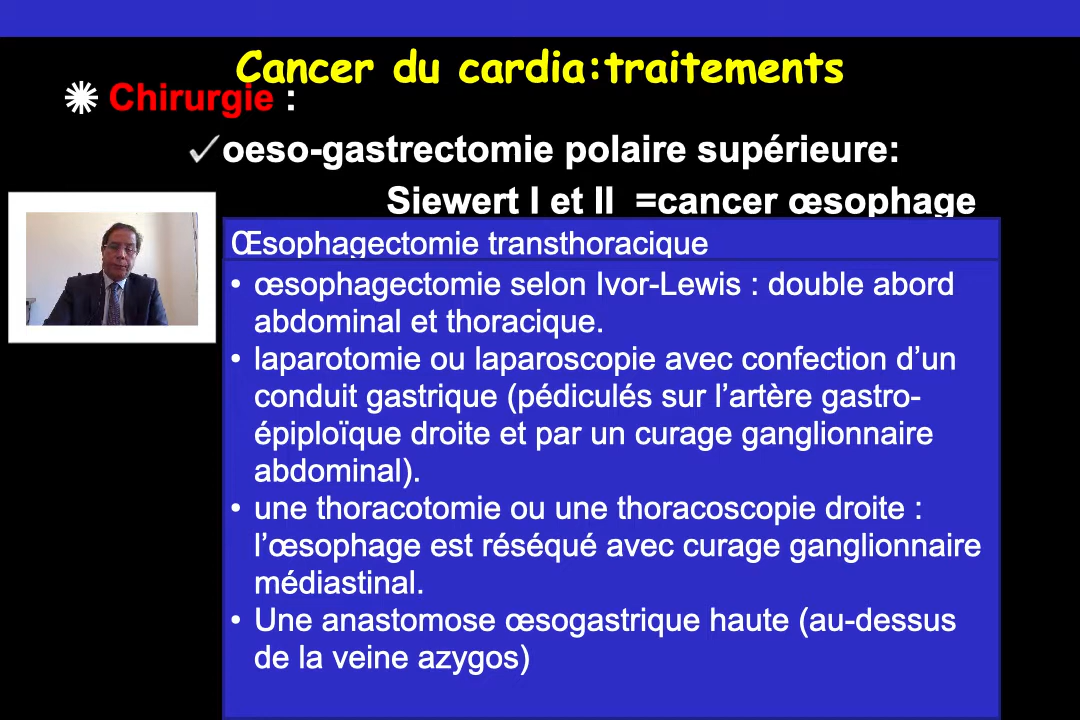 Cancer du cardia:traitements
Chirurgie :
✓oeso-gastrectomie polaire supérieure:
Siewert I et II =cancer œsophage
Œsophagectomie transthoracique
• œsophagectomie selon Ivor-Lewis : double abord
abdominal et thoracique.
• laparotomie ou laparoscopie avec confection d’un
conduit gastrique (pédiculés sur l’artère gastro-
épiploïque droite et par un curage ganglionnaire
abdominal).
• une thoracotomie ou une thoracoscopie droite :
l’œsophage est réséqué avec curage ganglionnaire
médiastinal.
• Une anastomose œsogastrique haute (au-dessus
de la veine azygos)